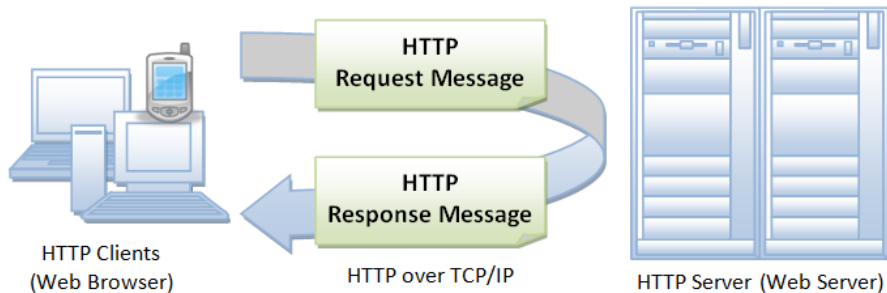 HTTP
Request Message
HTTP
Response Message
HTTP Clients
(Web Browser)
HTTP over TCP/IP
HTTP Server (Web Server)